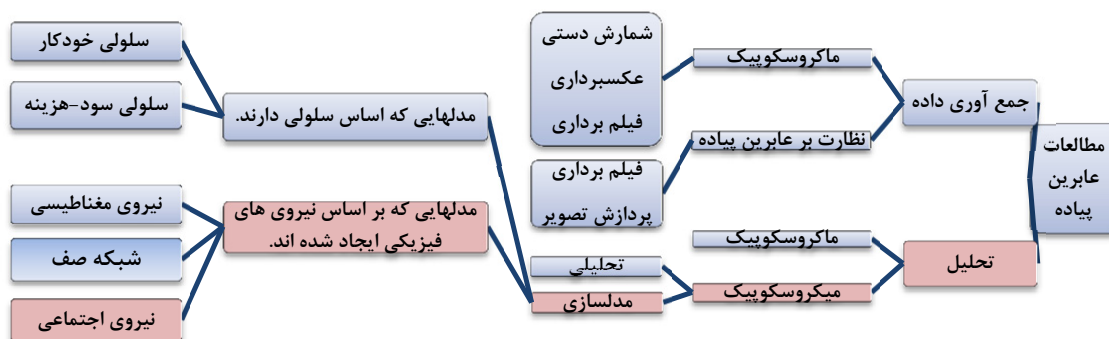 مطالعات
عابرین
پیاده
جمع آوری داده
ماکروسکوپیک
شمارش دستی
عکسبرداری
فیلم برداری
نظارت بر عابرین پیاده
فیلم برداری
پردازش تصویر
تحلیل
ماکروسکوپیک
میکروسکوپیک
تحلیلی
مدلسازی
مدلهایی که اساس سلولی دارند.
سلولی خودکار
سلولی سود-هزینه
مدلهایی که بر اساس نیروی های
فیزیکی ایجاد شده اند.
نیروی مغناطیسی
شبکه صف
نیروی اجتماعی